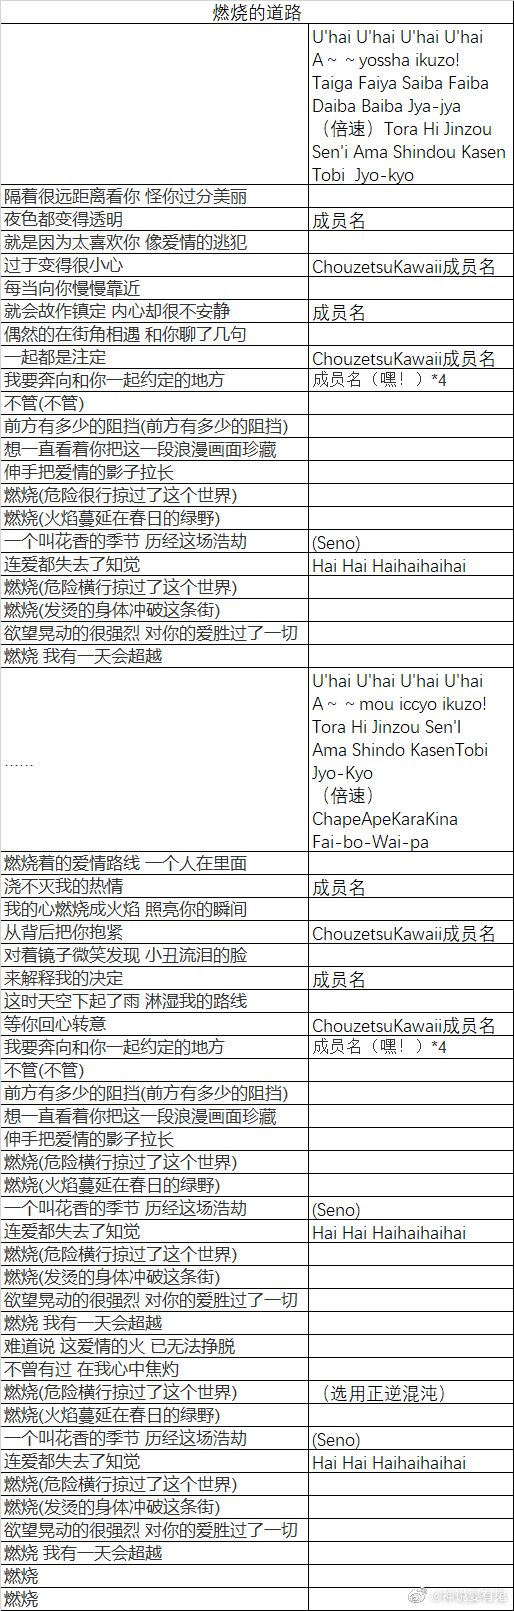 燃烧的道路
U'hai U'hai U'hai U'hai
A～～yossha ikuzo!
Taiga Faiya Saiba Faiba
Daiba Baiba Jya-jya
（倍速）Tora Hi Jinzou
Sen'i Ama Shindou Kasen
Tobi Jyo-kyo
隔着很远距离看你 怪你过分美丽
夜色都变得透明
成员名
就是因为太喜欢你 像爱情的逃犯
过于变得很小心
ChouzetsuKawaii成员名
每当向你慢慢靠近
就会故作镇定 内心却很不安静
成员名
偶然的在街角相遇 和你聊了几句
一起都是注定
ChouzetsuKawaii成员名
我要奔向和你一起约定的地方
成员名（嘿！）*4
不管(不管)
前方有多少的阻挡(前方有多少的阻挡)
想一直看着你把这一段浪漫画面珍藏
伸手把爱情的影子拉长
燃烧(危险很行掠过了这个世界)
燃烧(火焰蔓延在春日的绿野)
一个叫花香的季节 历经这场浩劫
(Seno)
连爱都失去了知觉
Hai Hai Haihaihaihai
燃烧(危险横行掠过了这个世界)
燃烧(发烫的身体冲破这条街)
欲望晃动的很强烈 对你的爱胜过了一切
燃烧 我有一天会超越
......
U'hai U'hai U'hai U'hai
A～～mou iccyo ikuzo!
Tora Hi Jinzou Sen'I
Ama Shindo KasenTobi
Jyo-Kyo
（倍速）
ChapeApeKaraKina
Fai-bo-Wai-pa
燃烧着的爱情路线 一个人在里面
浇不灭我的热情
成员名
我的心燃烧成火焰 照亮你的瞬间
从背后把你抱紧
ChouzetsuKawaii成员名
对着镜子微笑发现 小丑流泪的脸
来解释我的决定
成员名
这时天空下起了雨 淋湿我的路线
等你回心转意
ChouzetsuKawaii成员名
我要奔向和你一起约定的地方
成员名（嘿！）*4
不管(不管)
前方有多少的阻挡(前方有多少的阻挡)
想一直看着你把这一段浪漫画面珍藏
伸手把爱情的影子拉长
燃烧(危险横行掠过了这个世界)
燃烧(火焰蔓延在春日的绿野)
一个叫花香的季节 历经这场浩劫
(Seno)
连爱都失去了知觉
Hai Hai Haihaihaihai
燃烧(危险横行掠过了这个世界)
燃烧(发烫的身体冲破这条街)
欲望晃动的很强烈 对你的爱胜过了一切
燃烧 我有一天会超越
难道说 这爱情的火 已无法挣脱
不曾有过 在我心中焦灼
燃烧(危险横行掠过了这个世界)
（选用正逆混沌）
燃烧(火焰蔓延在春日的绿野)
一个叫花香的季节 历经这场浩劫
(Seno)
连爱都失去了知觉
Hai Hai Haihaihaihai
燃烧(危险横行掠过了这个世界)
燃烧(发烫的身体冲破这条街)
欲望晃动的很强烈 对你的爱胜过了一切
燃烧 我有一天会超越
燃烧
燃烧